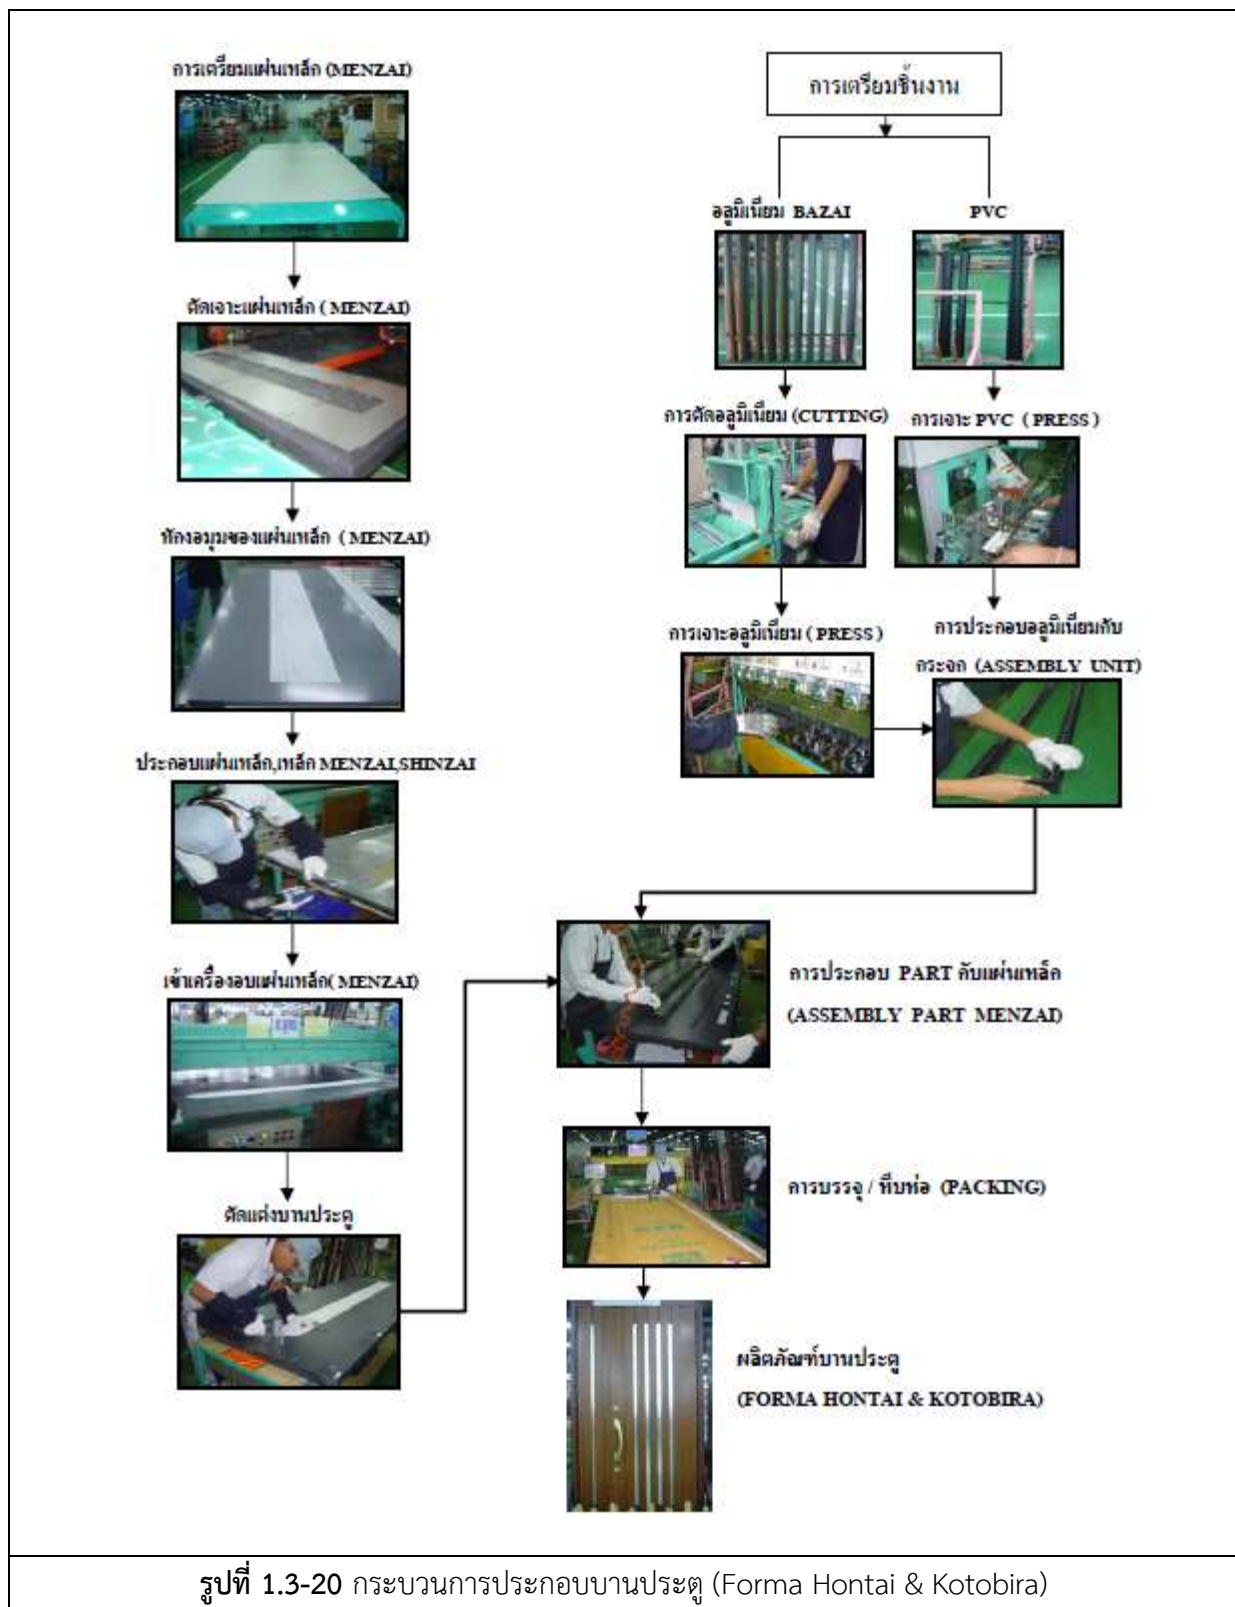 การเตรียมแผ่นเหล็ก (MENZAI)
ตัดเจาะแผ่นเหล็ก ( MENZAI)
หักงอมุมของแผ่นเหล็ก ( MENZAI)
ประกอบแผ่นเหล็ก,เหล็ก MENZAI,SHINZAI
เข้าเครื่องอบแผ่นเหล็ก( MENZAI)
ตัดแต่งบานประตู
การเตรียมชิ้นงาน
อลูมิเนียม BAZAI
PVC
การตัดอลูมิเนียม (CUTTING)
การเจาะ PVC ( PRESS )
การเจาะอลูมิเนียม ( PRESS )
การประกอบอลูมิเนียมกับ
กระจก (ASSEMBLY UNIT)
การประกอบ PART กับแผ่นเหล็ก
(ASSEMBLY PART MENZAI)
การบรรจุ / หีบห่อ (PACKING)
ผลิตภัณฑ์บานประตู
(FORMA HONTAI & KOTOBIRA)
รูปที่ 1.3-20 กระบวนการประกอบบานประตู (Forma Hontai & Kotobira)